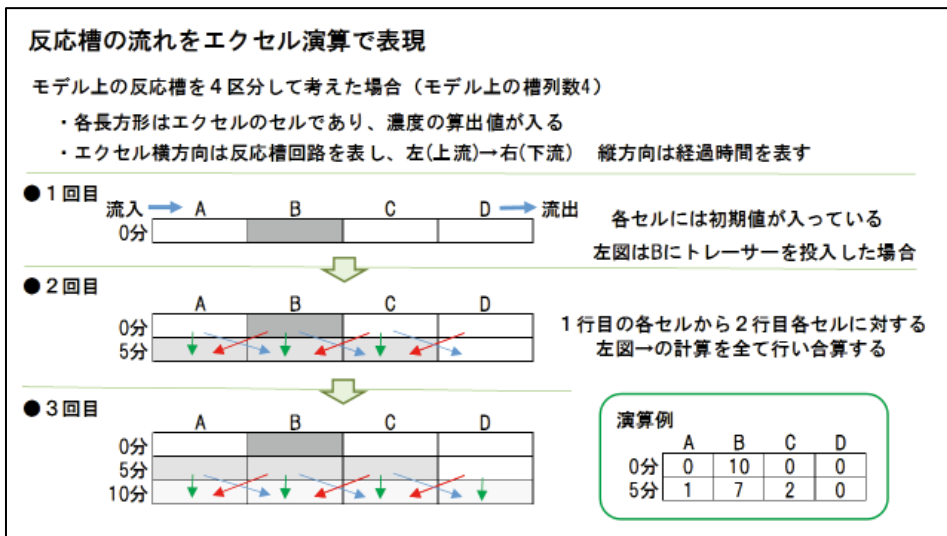 反応槽の流れをエクセル演算で表現
モデル上の反応槽を4区分して考えた場合（モデル上の槽列数4）
・各長方形はエクセルのセルであり、濃度の算出値が入る
・エクセル横方向は反応槽回路を表し、左(上流)→右(下流)　縦方向は経過時間を表す
●1回目
流入 A B C D 流出
0分
各セルには初期値が入っている
左図はBにトレーサーを投入した場合
●2回目
A B C D
0分
5分
1行目の各セルから2行目各セルに対する
左図→の計算を全て行い合算する
●3回目
A B C D
0分
5分
10分
演算例
A B C D
0分 0 10 0 0
5分 1 7 2 0